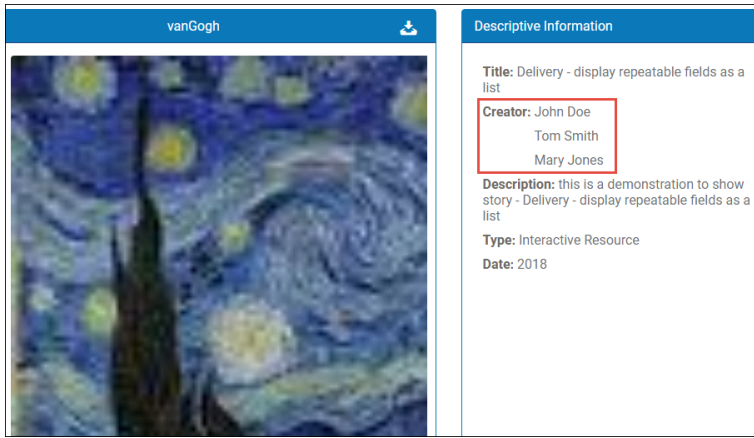 vanGogh
Descriptive Information
Title: Delivery - display repeatable fields as a
list
Creator: John Doe
Tom Smith
Mary Jones
Description: this is a demonstration to show
story - Delivery - display repeatable fields as a
list
Type: Interactive Resource
Date: 2018